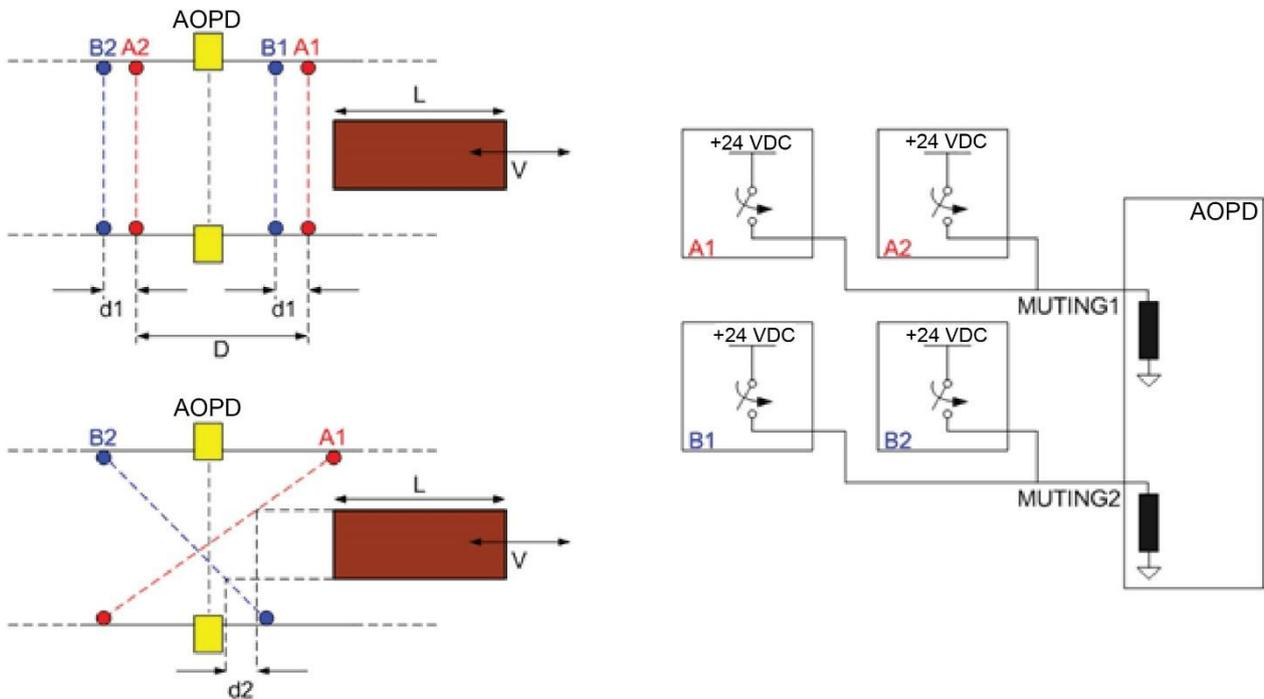 AOPD
B2 A2 B1 A1
L
V
d1 d1
D
AOPD
B2 A1
L
V
d2
+24 VDC +24 VDC
A1 A2
AOPD
MUTING1
+24 VDC +24 VDC
B1 B2
MUTING2